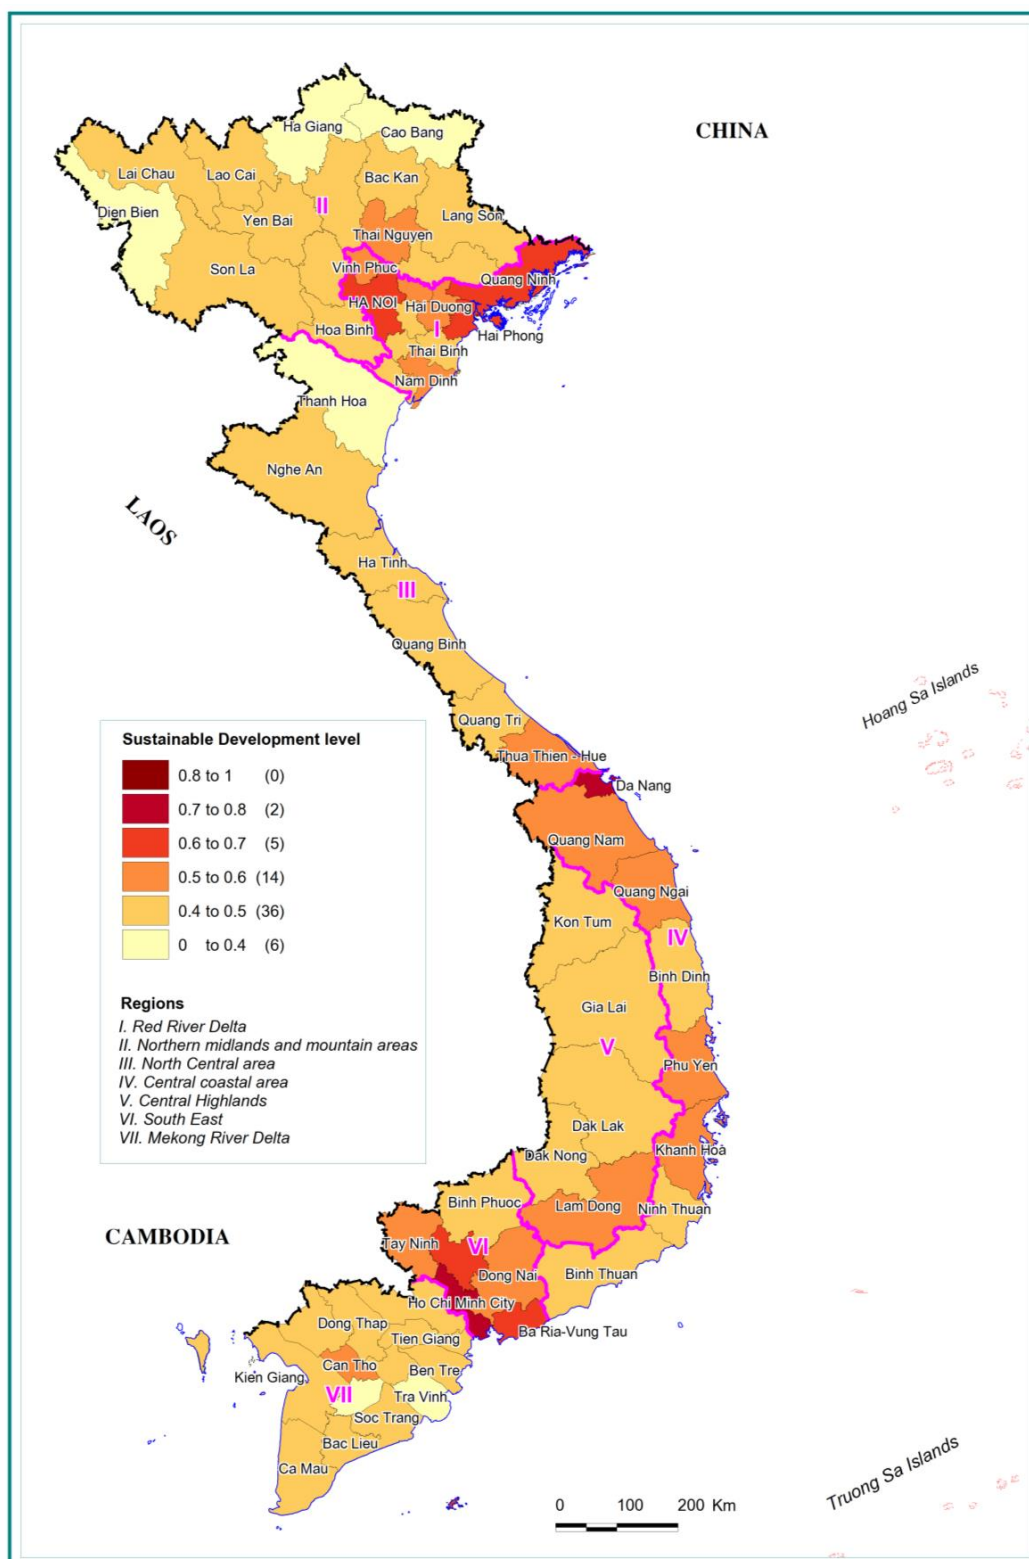 CHINA
Ha Giang
Cao Bang
Lai Chau
Lao Cai
Bac Kan
Dien Bien
II
Yen Bai
Lang Son
Thai Nguyen
Son La
Vinh Phuc
Quang Ninh
HA NOI
Hai Duong
Hoa Binh
I
Hai Phong
Thai Binh
Nam Dinh
Thanh Hoa
Nghe An
LAOS
Ha Tinh
III
Quang Binh
Hoang Sa Islands
Quang Tri
Thua Thien - Hue
Da Nang
Sustainable Development level
0.8 to 1 (0)
0.7 to 0.8 (2)
0.6 to 0.7 (5)
0.5 to 0.6 (14)
0.4 to 0.5 (36)
0 to 0.4 (6)
Regions
I. Red River Delta
II. Northern midlands and mountain areas
III. North Central area
IV. Central coastal area
V. Central Highlands
VI. South East
VII. Mekong River Delta
Quang Nam
Quang Ngai
Kon Tum
IV
Binh Dinh
Gia Lai
V
Phu Yen
Dak Lak
Dak Nong
Khanh Hoà
Binh Phuoc
Lam Dong
Ninh Thuan
CAMBODIA
Tay Ninh
VI
Dong Nai
Binh Thuan
Ho Chi Minh City
Dong Thap
Tien Giang
Ba Ria-Vung Tau
Can Tho
Ben Tre
Kien Giang
VII
Tra Vinh
Soc Trang
Bac Lieu
Ca Mau
Truong Sa Islands
0 100 200 Km